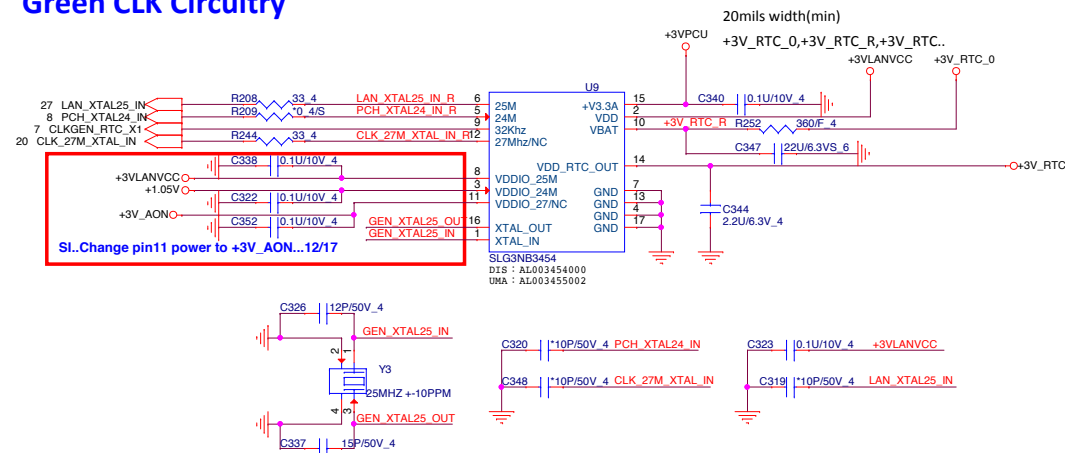 Green CLK Circuitry
20mils width(min)
+3V_RTC_0,+3V_RTC_R,+3V_RTC..
+3VPCU
+3VLANVCC
+3V_RTC_0
U9
27 LAN_XTAL25_IN R208 33_4 LAN_XTAL25_IN_R 6 25M
8 PCH_XTAL24_IN R209 *0_4/S PCH_XTAL24_IN_R 5 24M
7 CLKGEN_RTC_X1 9 32Khz
20 CLK_27M_XTAL_IN R244 33_4 CLK_27M_XTAL_IN_R 12 27Mhz/NC
+V3.3A 15 C340 0.1U/10V_4
VDD 2
VBAT 10 +3V_RTC_R R252 360/F_4
C347 22U/6.3VS_6
VDD_RTC_OUT 14 +3V_RTC
C338 0.1U/10V_4
+3VLANVCC 8 VDDIO_25M
+1.05V 3 VDDIO_24M
C322 0.1U/10V_4 11 VDDIO_27/NC
+3V_AON
C352 0.1U/10V_4
GEN_XTAL25_OUT 16 XTAL_OUT
GEN_XTAL25_IN 1 XTAL_IN
GND 7
GND 13
GND 4
GND 17
C344
2.2U/6.3V_4
SI..Change pin11 power to +3V_AON...12/17
SLG3NB3454
DIS : AL003454000
UMA : AL003455002
C326 12P/50V_4
GEN_XTAL25_IN
2 1
Y3
25MHZ +-10PPM
4 3
GEN_XTAL25_OUT
C337 15P/50V_4
C320 *10P/50V_4 PCH_XTAL24_IN
C348 *10P/50V_4 CLK_27M_XTAL_IN
C323 0.1U/10V_4 +3VLANVCC
C319 *10P/50V_4 LAN_XTAL25_IN